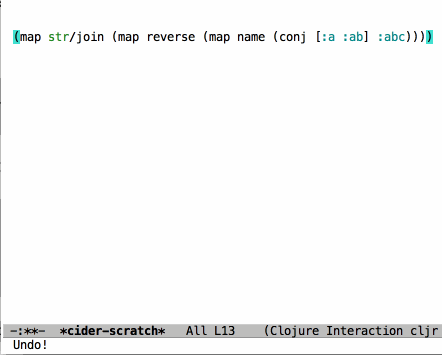 (map str/join (map reverse (map name (conj [:a :ab] :abc))))
-:**-  *cider-scratch*   All L13    (Clojure Interaction cljr
Undo!